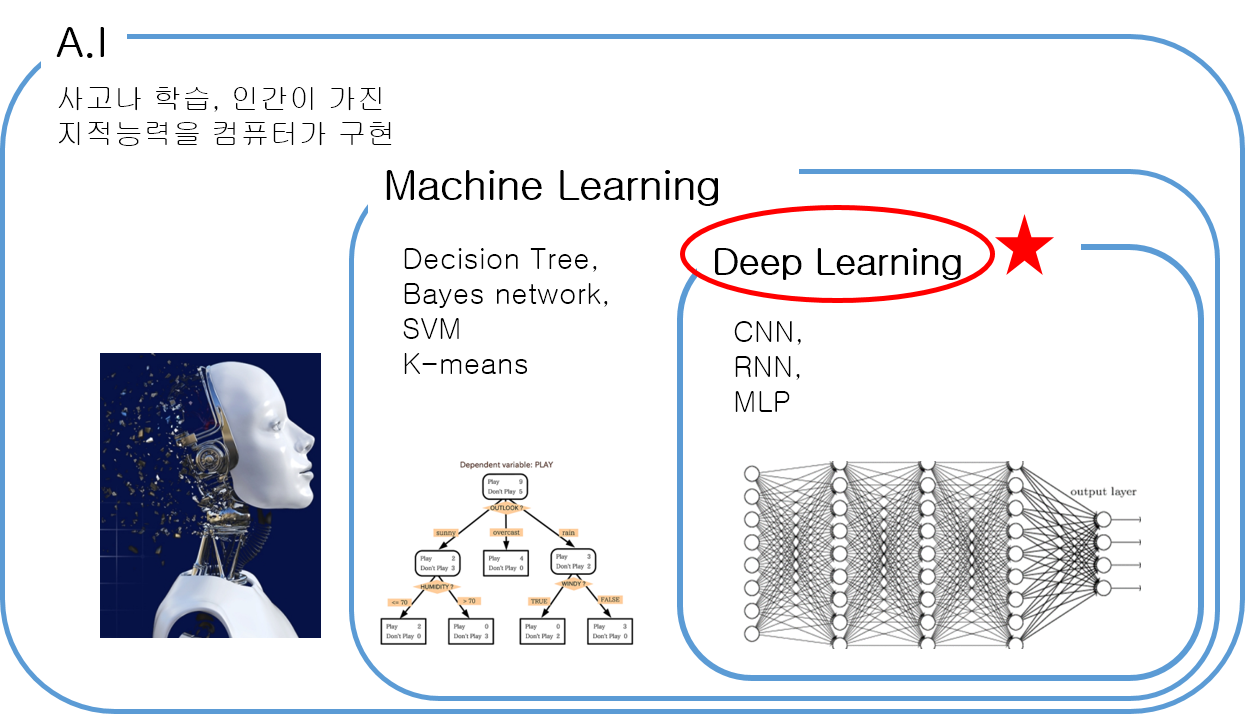 A.I
사고나 학습, 인간이 가진
지적능력을 컴퓨터가 구현
Machine Learning
Decision Tree,
Bayes network,
SVM
K-means
Deep Learning
CNN,
RNN,
MLP
Dependent variable: PLAY
Play 9
Don't Play 5
OUTLOOK ?
sunny overcast rain
Play 2
Don't Play 3
Play 4
Don't Play 0
Play 3
Don't Play 2
HUMIDITY ?
WINDY ?
<= 70 > 70 TRUE FALSE
Play 2
Don't Play 0
Play 0
Don't Play 3
Play 0
Don't Play 2
Play 3
Don't Play 0
output layer